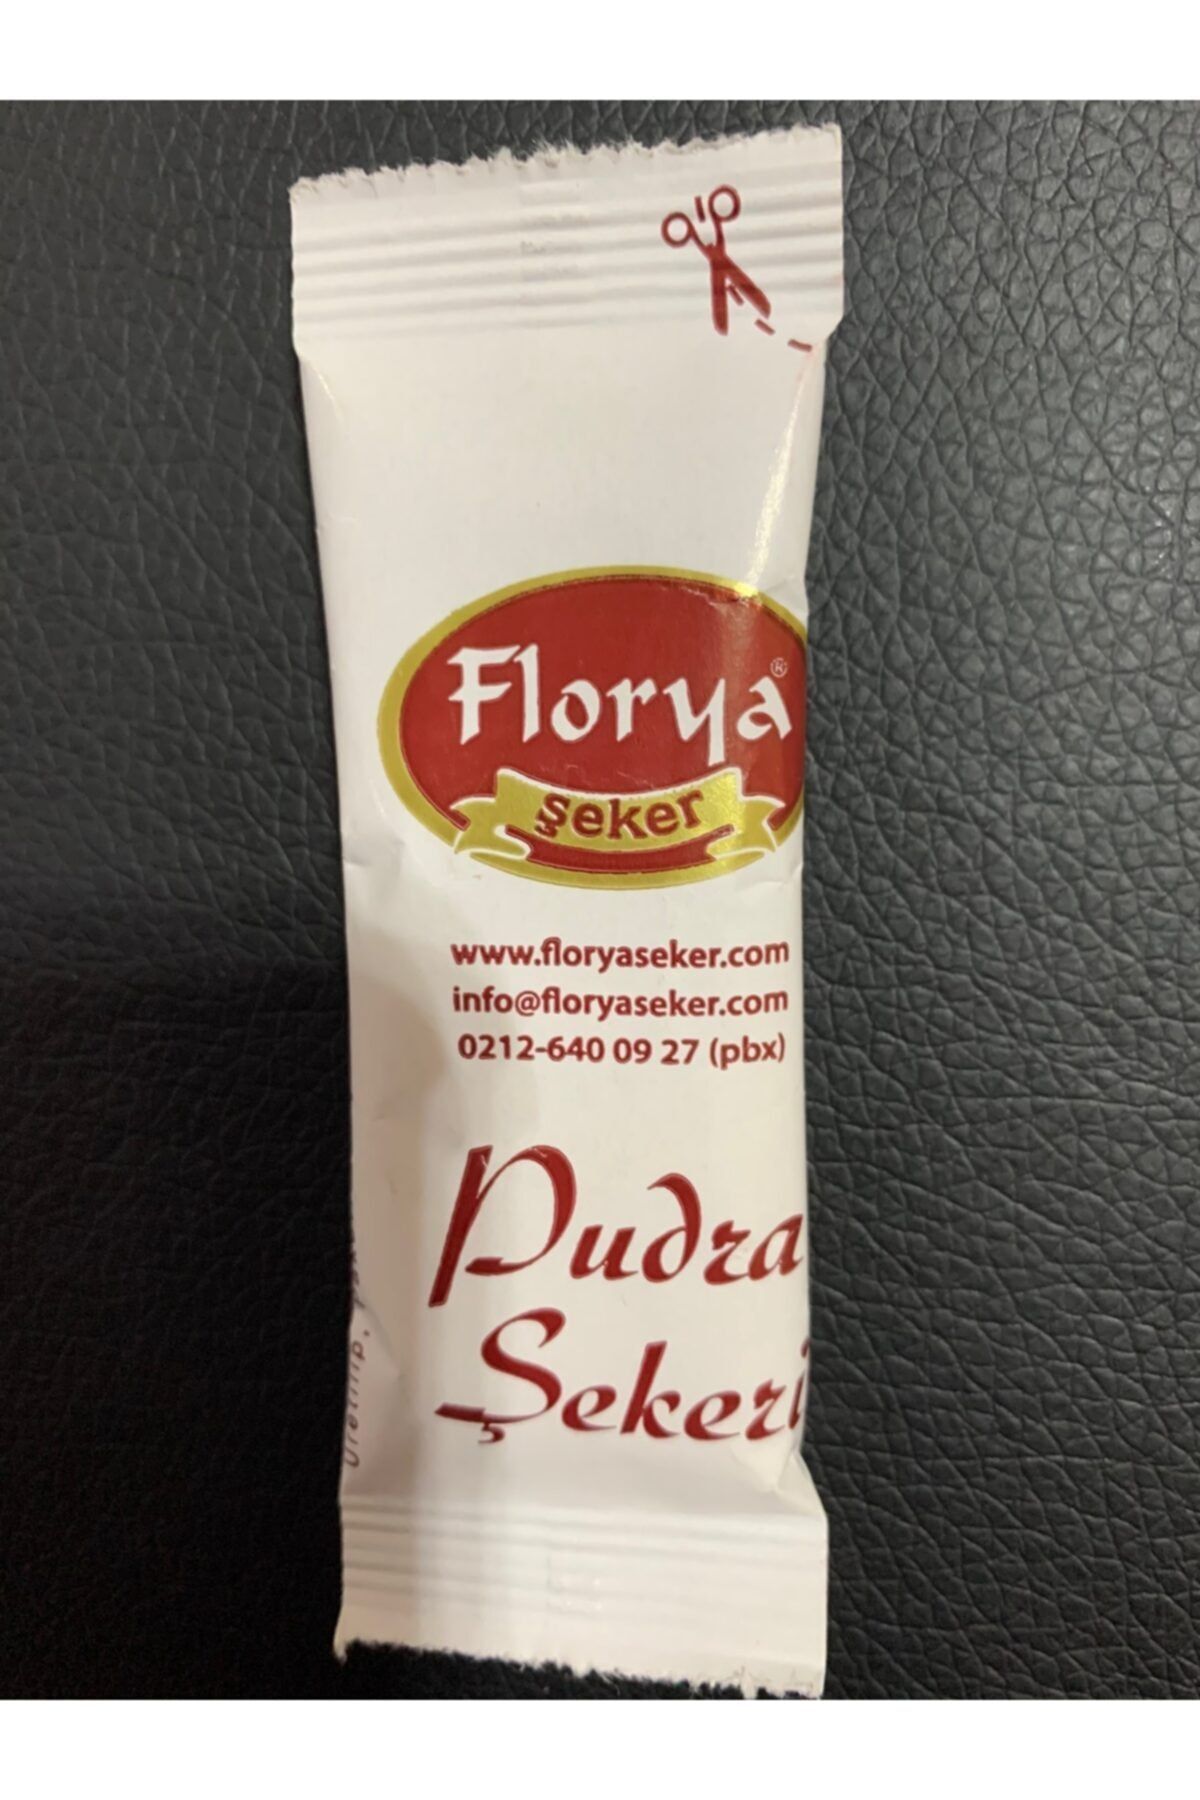 Florya®
şeker
www.floryaseker.com
info@floryaseker.com
0212-640 09 27 (pbx)
Pudra
Şekeri